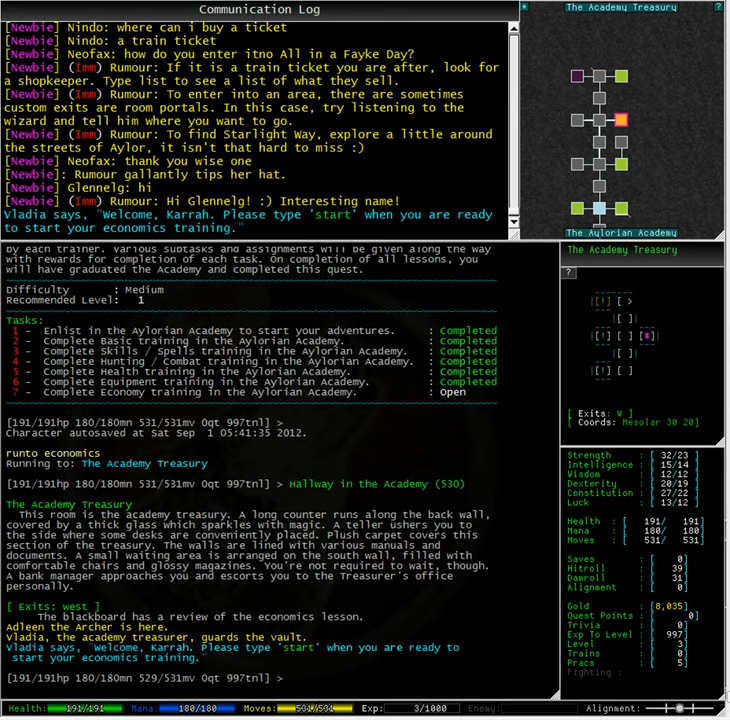 Communication Log
[Newbie] Nindo: where can i buy a ticket
[Newbie] Nindo: a train ticket
[Newbie] Neofax: how do you enter itno All in a Fayke Day?
[Newbie] (Imm) Rumour: If it is a train ticket you are after, look for
a shopkeeper. Type list to see a list of what they sell.
[Newbie] (Imm) Rumour: To enter into an area, there are sometimes
custom exits are room portals. In this case, try listening to the
wizard and tell him where you want to go.
[Newbie] (Imm) Rumour: To find Starlight Way, explore a little around
the streets of Aylor, it isn't that hard to miss :)
[Newbie] Neofax: thank you wise one
[Newbie]: Rumour gallantly tips her hat.
[Newbie] Glennelg: hi
[Newbie] (Imm) Rumour: Hi Glennelg! :) Interesting name!
Vladia says, "Welcome, Karrah. Please type 'start' when you are ready
to start your economics training."
* The Academy Treasury ?
The Aylorian Academy
by each trainer. Various subtasks and assignments will be given along the way
with rewards for completion of each task. On completion of all lessons, you
will have graduated the Academy and completed this quest.
Difficulty : Medium
Recommended Level: 1
Tasks:
1 - Enlist in the Aylorian Academy to start your adventures. : Completed
2 - Complete Basic training in the Aylorian Academy. : Completed
3 - Complete Skills / Spells training in the Aylorian Academy. : Completed
4 - Complete Hunting / Combat training in the Aylorian Academy. : Completed
5 - Complete Health training in the Aylorian Academy. : Completed
6 - Complete Equipment training in the Aylorian Academy. : Completed
7 - Complete Economy training in the Aylorian Academy. : Open
[191/191hp 180/180mn 531/531mv 0qt 997tnl] >
Character autosaved at Sat Sep 1 05:41:35 2012.
runto economics
Running to: The Academy Treasury
[191/191hp 180/180mn 531/531mv 0qt 997tnl] > Hallway in the Academy (530)
The Academy Treasury
This room is the academy treasury. A long counter runs along the back wall,
covered by a thick glass which sparkles with magic. A teller ushers you to
the side where some desks are conveniently placed. Plush carpet covers this
section of the treasury. The walls are lined with various manuals and
documents. A small waiting area is arranged on the south wall, filled with
comfortable chairs and glossy magazines. You're not required to wait, though.
A bank manager approaches you and escorts you to the Treasurer's office
personally.
[ Exits: west ]
The blackboard has a review of the economics lesson.
Adleen the Archer is here.
Vladia, the academy treasurer, guards the vault.
Vladia says, "Welcome, Karrah. Please type 'start' when you are ready to
start your economics training."
[191/191hp 180/180mn 529/531mv 0qt 997tnl] >
The Academy Treasury
?
|[!] [ >
|[ ]
|[!] [ ] [#]|
|[ ]
|[!] [ ]
[ Exits: W ]
[ Coords: Mesolar 30 20]
Strength : [ 32/23 ]
Intelligence : [ 15/14 ]
Wisdom : [ 12/12 ]
Dexterity : [ 20/19 ]
Constitution : [ 27/22 ]
Luck : [ 13/12 ]
Health : [ 191/ 191]
Mana : [ 180/ 180]
Moves : [ 531/ 531]
Saves : [ 0]
Hitroll : [ 39]
Damroll : [ 31]
Alignment : [ 0]
Gold : [8,035]
Quest Points : [ 0]
Trivia : [ 0]
Exp To Level : [ 997]
Level : [ 3]
Trains : [ 0]
Pracs : [ 5]
Fighting :
Health: 191/191 Mana: 180/180 Moves: 531/531 Exp: 3/1000 Enemy: Alignment: